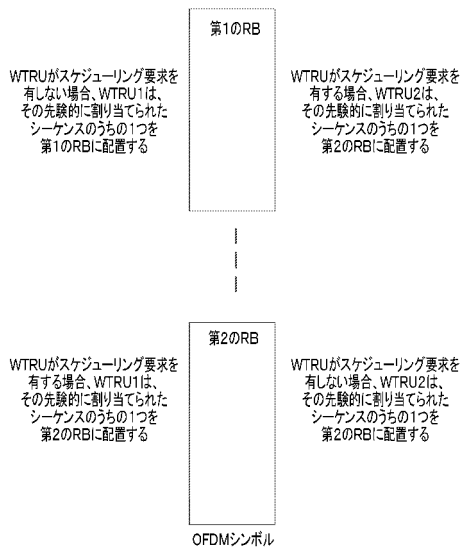 第1のRB
WTRUがスケジューリング要求を
有しない場合、WTRU1は、
その先験的に割り当てられた
シーケンスのうちの1つを
第1のRBに配置する
WTRUがスケジューリング要求を
有する場合、WTRU2は、
その先験的に割り当てられた
シーケンスのうちの1つを
第2のRBに配置する
第2のRB
WTRUがスケジューリング要求を
有する場合、WTRU1は、
その先験的に割り当てられた
シーケンスのうちの1つを
第2のRBに配置する
WTRUがスケジューリング要求を
有しない場合、WTRU2は、
その先験的に割り当てられた
シーケンスのうちの1つを
第2のRBに配置する
OFDMシンボル